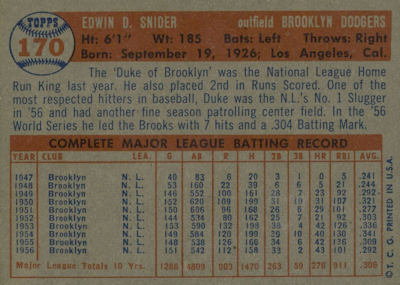 TOPPS
170
EDWIN D. SNIDER outfield BROOKLYN DODGERS
Ht: 6'1" Wt: 185 Bats: Left Throws: Right
Born: September 19, 1926; Los Angeles, Cal.
The 'Duke of Brooklyn' was the National League Home
Run King last year. He also placed 2nd in Runs Scored. One of
the most respected hitters in baseball, Duke was the N.L.'s No. 1 Slugger
in '56 and had another fine season patrolling center field. In the '56
World Series he led the Brooks with 7 hits and a .304 Batting Mark.
COMPLETE MAJOR LEAGUE BATTING RECORD
YEAR CLUB LEA. G AB R H 2B 3B HR RBI AVG.
1947 Brooklyn N. L. 40 83 6 20 3 1 0 5 .241
1948 Brooklyn N. L. 53 160 22 39 6 6 5 21 .244
1949 Brooklyn N. L. 146 552 100 161 28 7 23 92 .292
1950 Brooklyn N. L. 152 620 109 31 10 31 107 .321
1951 Brooklyn N. L. 150 606 96 168 26 6 29 101 .277
1952 Brooklyn N. L. 144 534 80 162 25 7 21 92 .303
1953 Brooklyn N. L. 153 590 132 198 38 4 42 126 .336
1954 Brooklyn N. L. 149 584 120 199 39 10 40 130 .341
1955 Brooklyn N. L. 148 538 126 166 34 6 42 136 .309
1956 Brooklyn N. L. 151 542 112 33 2 43 101
Major League Totals 10 Yrs. 1286 4809 903 1470 263 59 276 911
© T. C. G. PRINTED IN U.S.A.